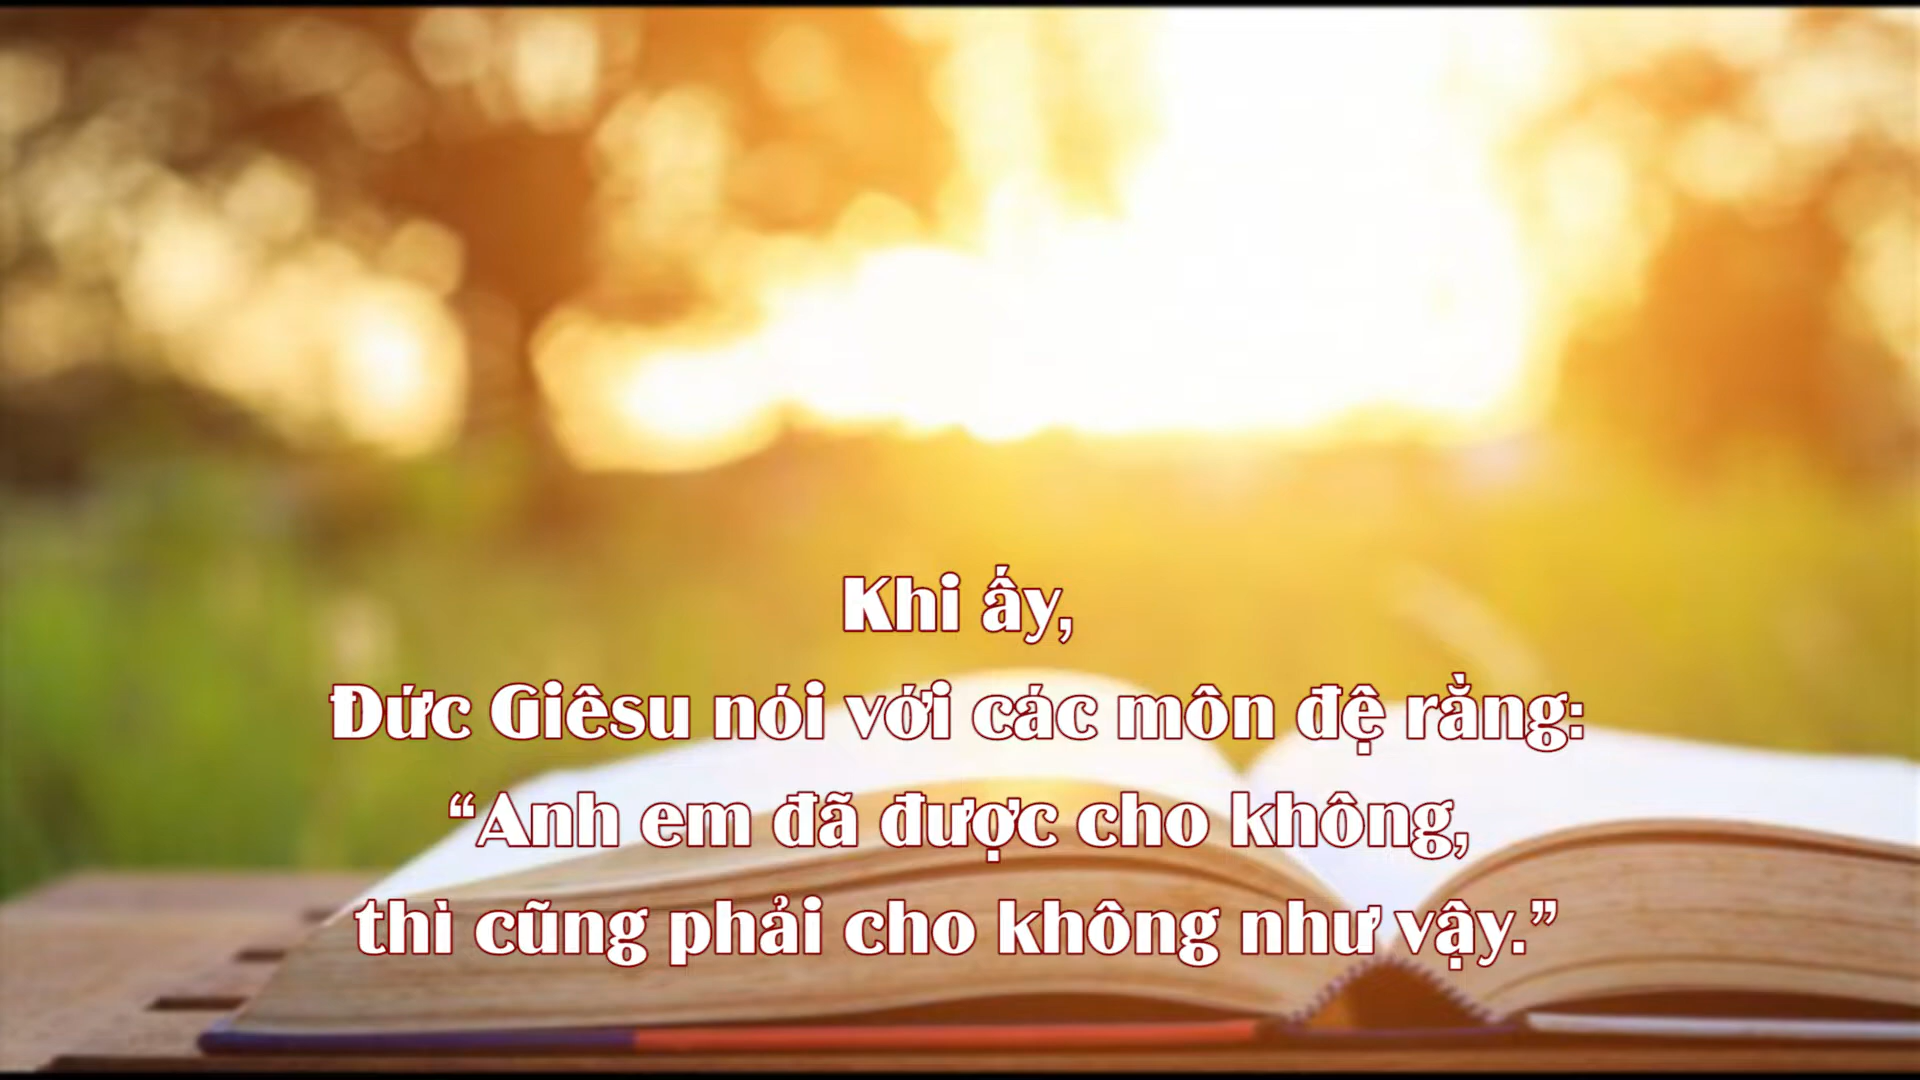 Khi ấy,
Đức Giêsu nói với các môn đệ rằng:
“Anh em đã được cho không,
thì cũng phải cho không như vậy.”